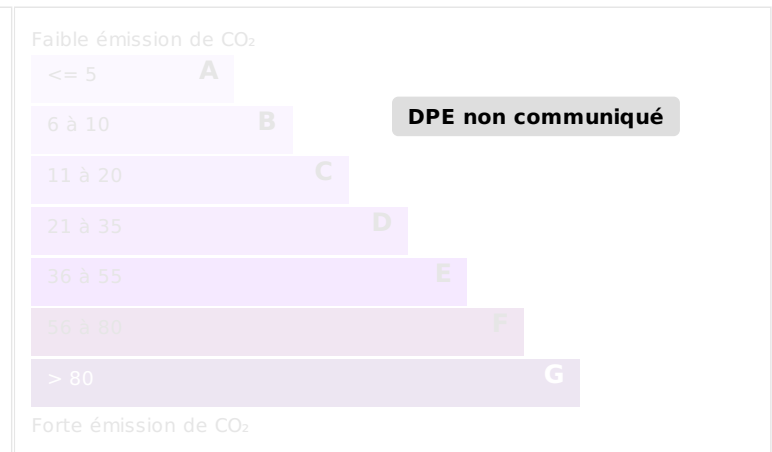 Faible émission de CO₂
<= 5 A
DPE non communiqué
6 à 10 B
11 à 20 C
21 à 35 D
36 à 55 E
56 à 80 F
> 80 G
Forte émission de CO₂